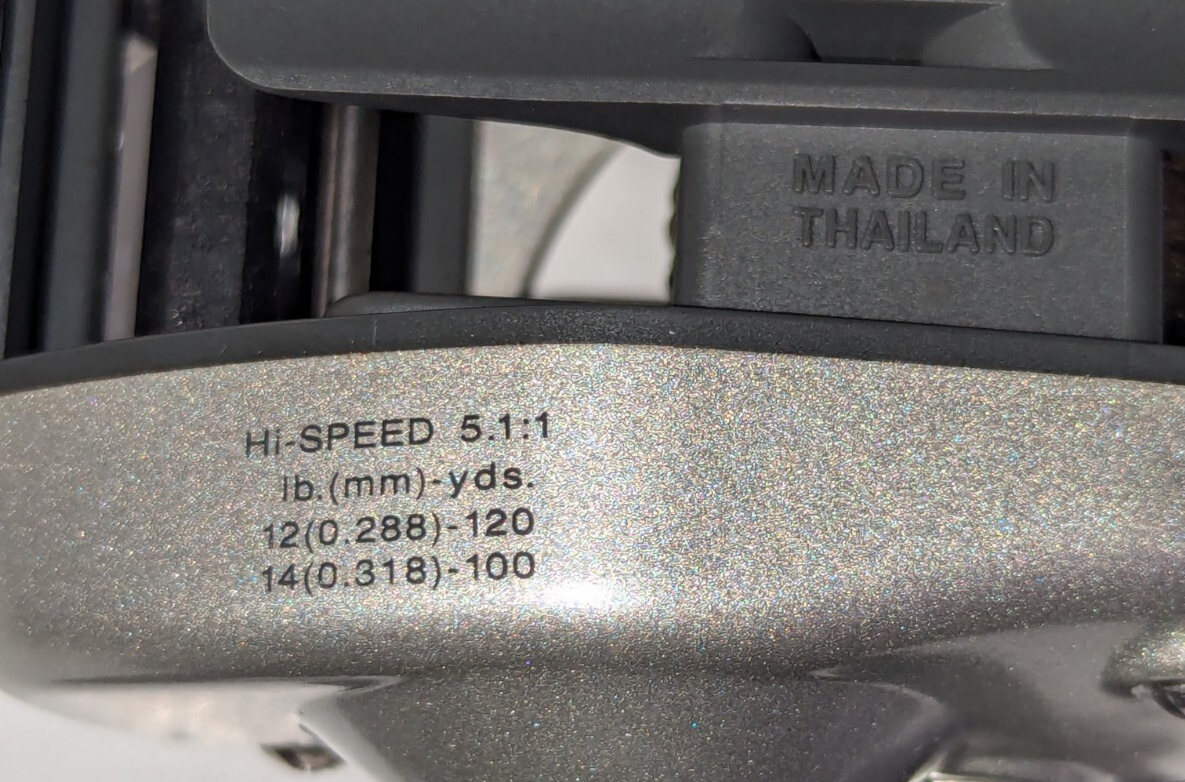 MADE IN
THAILAND
Hi-SPEED 5.1:1
lb.(mm)-yds.
12(0.288)-120
14(0.318)-100